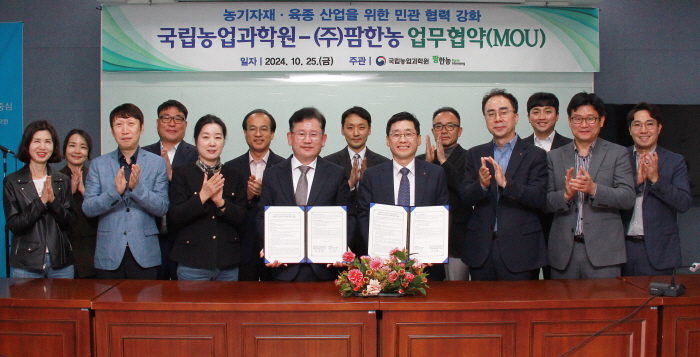 농기자재 · 육종 산업을 위한 민관 협력 강화
국립농업과학원 – (주)팜한농 업무협약(MOU)
일자 | 2024. 10. 25.(금) 주관 | 국립농업과학원 팜한농
중심